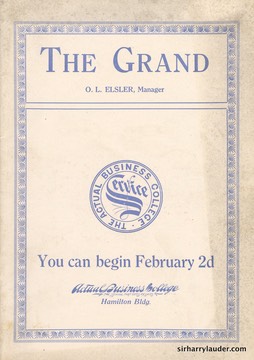 THE GRAND
O. L. ELSLER, Manager
THE ACTUAL BUSINESS COLLEGE
Service
You can begin February 2d
Actual Business College
Hamilton Bldg.
sirharrylauder.com